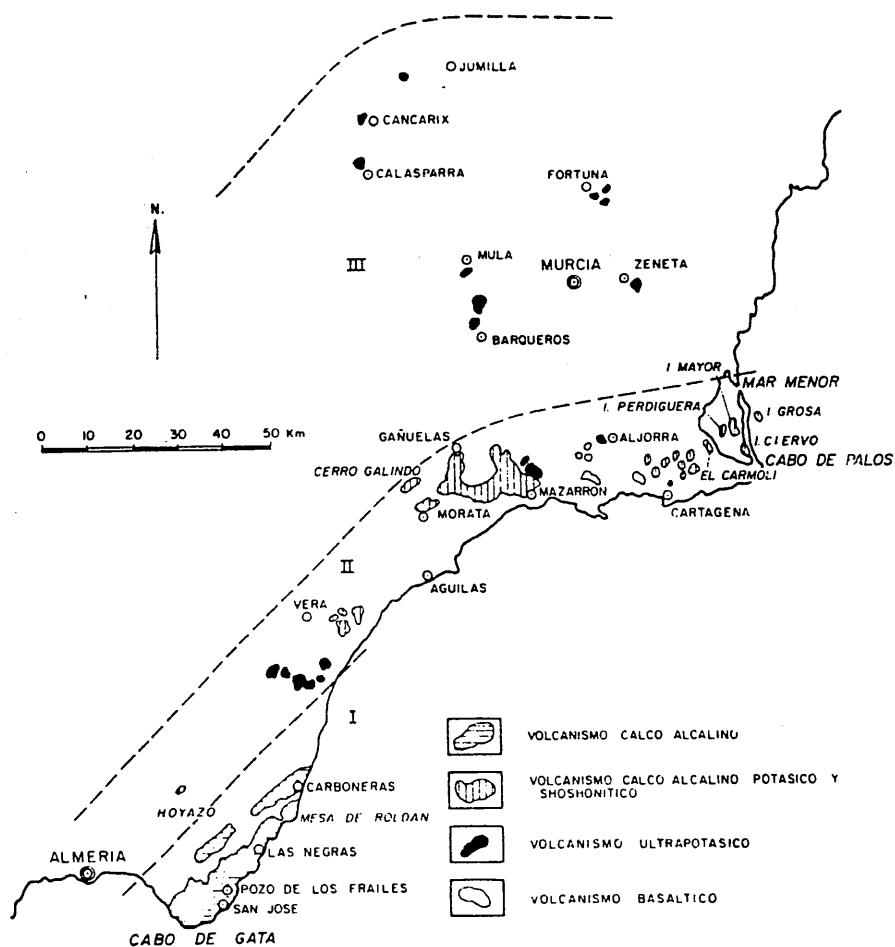 JUMILLA
CANCARIX
CALASPARRA
FORTUNA
N.
III
MULA
MURCIA
ZENETA
BARQUEROS
I MAYOR
MAR MENOR
I. PERDIGUERA
I GROSA
0 10 20 30 40 50 Km
GAÑUELAS
ALJORRA
I. CIERVO
CERRO GALINDO
CABO DE PALOS
EL CARMOLI
MAZARRON
MORATA
CARTAGENA
II
AGUILAS
VERA
I
VOLCANISMO CALCO ALCALINO
VOLCANISMO CALCO ALCALINO POTASICO Y
SHOSHONITICO
CARBONERAS
HOYAZO
MESA DE ROLDAN
VOLCANISMO ULTRAPOTASICO
ALMERIA
LAS NEGRAS
POZO DE LOS FRAILES
VOLCANISMO BASALTICO
SAN JOSE
CABO DE GATA